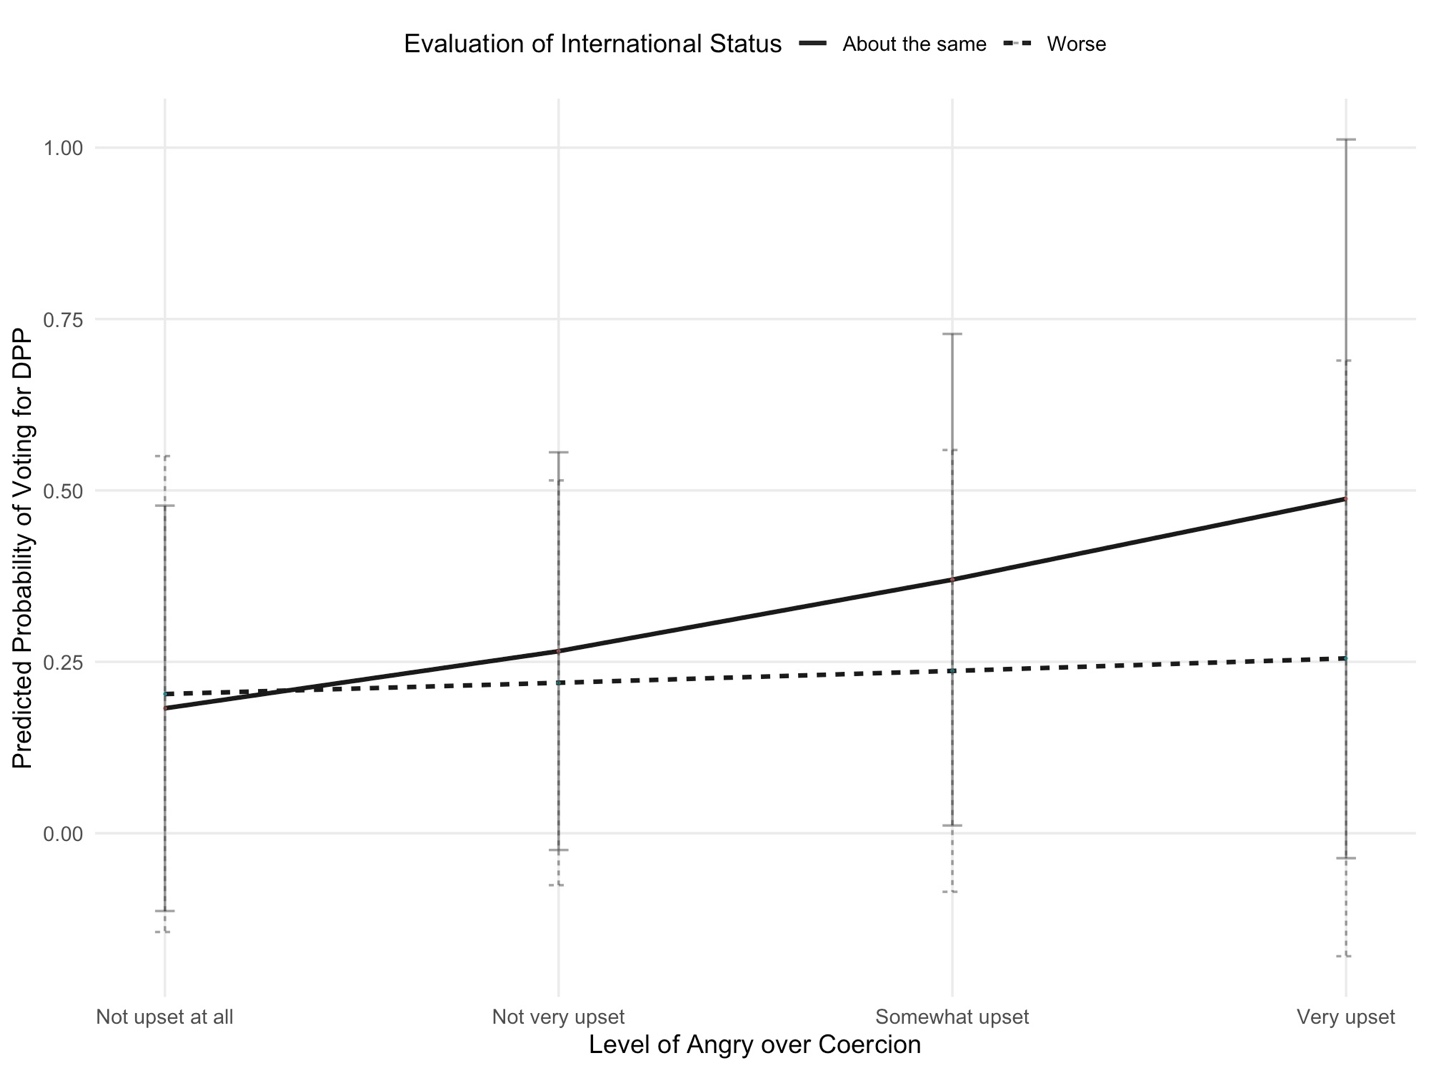 Evaluation of International Status About the same Worse
Predicted Probability of Voting for DPP
1.00
0.75
0.50
0.25
0.00
Not upset at all Not very upset Somewhat upset Very upset
Level of Angry over Coercion